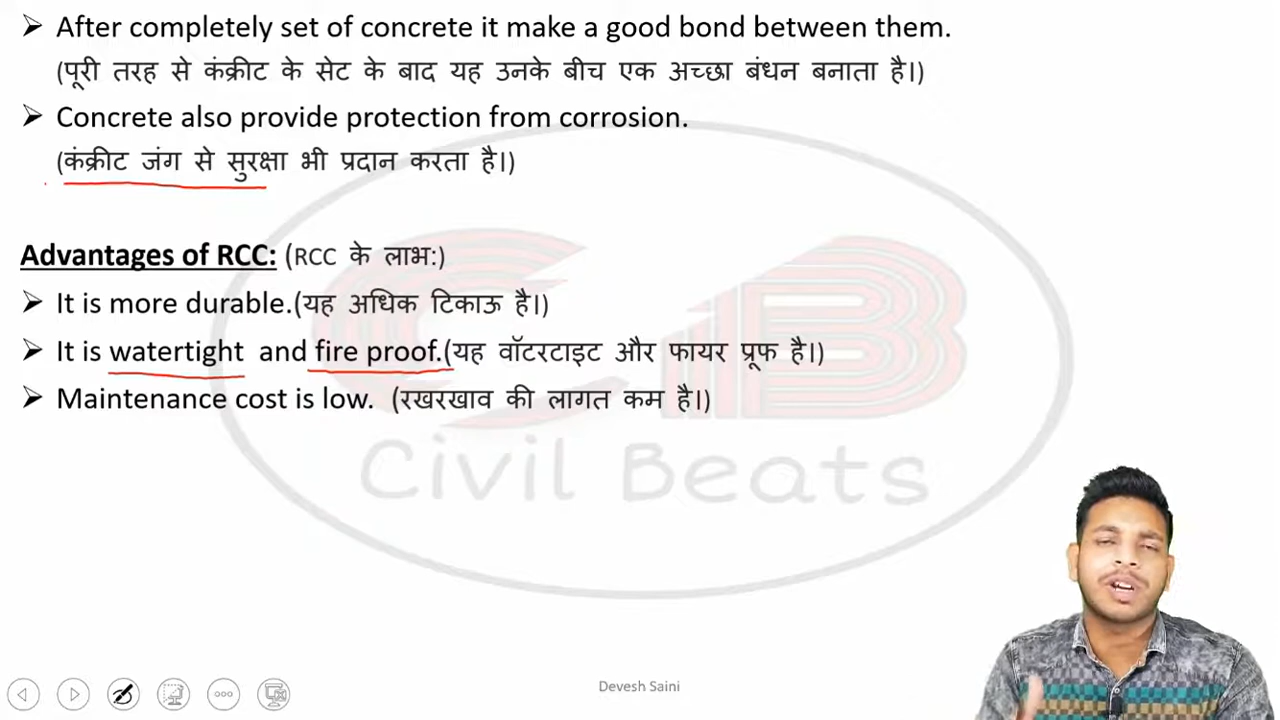 ➢ After completely set of concrete it make a good bond between them.
(पूरी तरह से कंक्रीट के सेट के बाद यह उनके बीच एक अच्छा बंधन बनाता है।)
➢ Concrete also provide protection from corrosion.
(कंक्रीट जंग से सुरक्षा भी प्रदान करता है।)
Advantages of RCC: (RCC के लाभ:)
➢ It is more durable.(यह अधिक टिकाऊ है।)
➢ It is watertight and fire proof.(यह वॉटरटाइट और फायर प्रूफ है।)
➢ Maintenance cost is low. (रखरखाव की लागत कम है।)
CB
Civil Beats
Devesh Saini